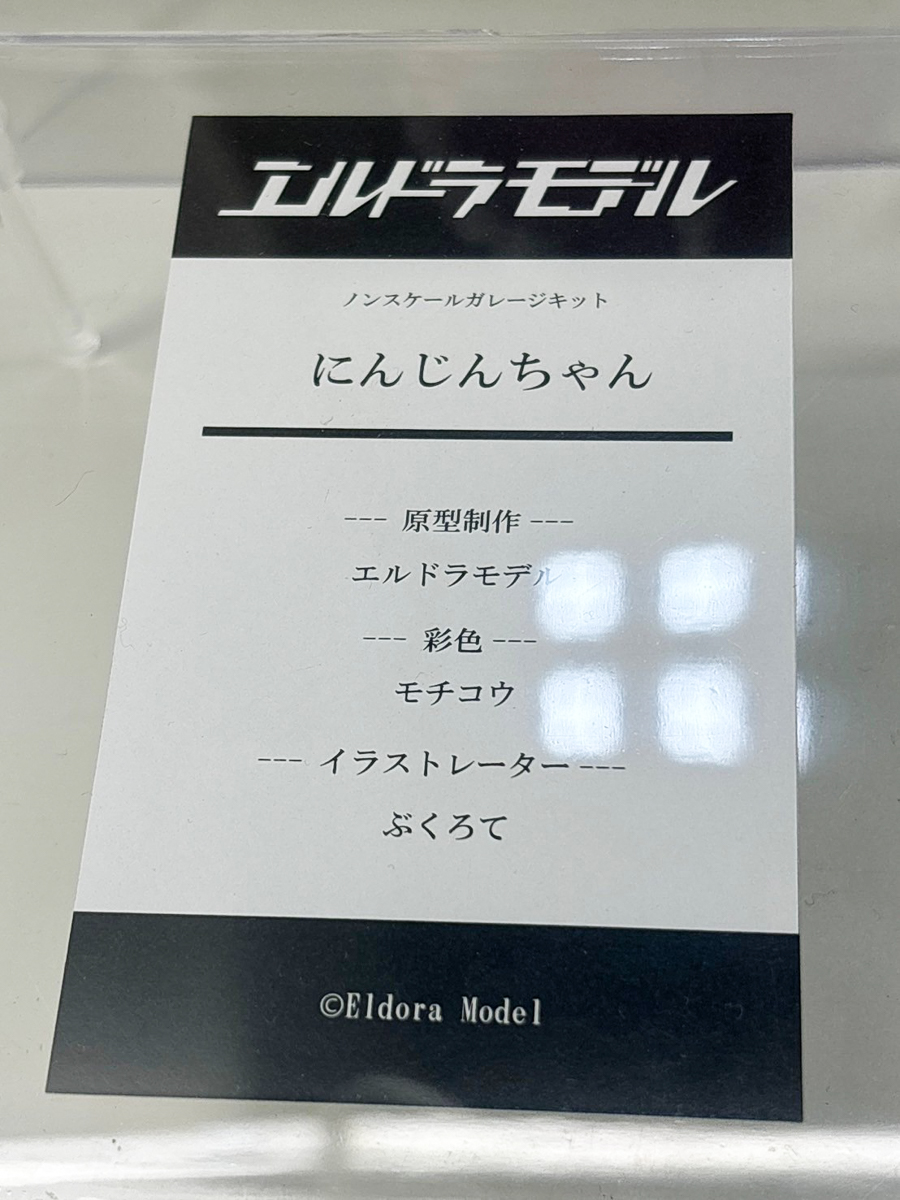 エルドラモデル
ノンスケールガレージキット
にんじんちゃん
--- 原型制作 ---
エルドラモデル
--- 彩色 ---
モチコウ
--- イラストレーター ---
ぶくろて
©Eldora Model